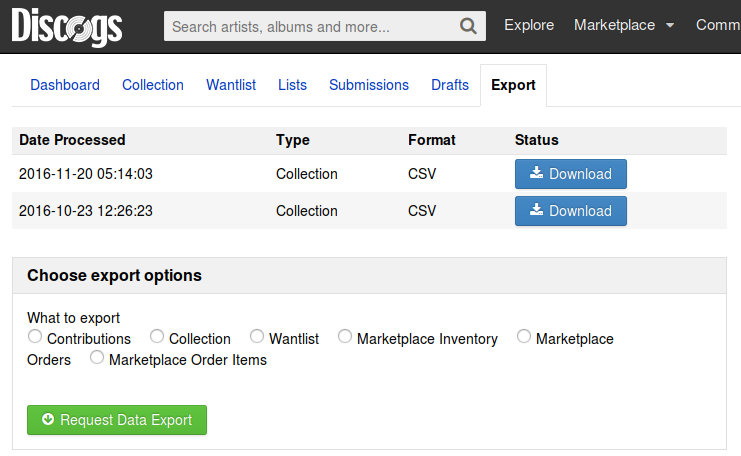 Discogs Search artists, albums and more... Explore Marketplace Comm
Dashboard Collection Wantlist Lists Submissions Drafts Export
Date Processed Type Format Status
2016-11-20 05:14:03 Collection CSV Download
2016-10-23 12:26:23 Collection CSV Download
Choose export options
What to export
Contributions Collection Wantlist Marketplace Inventory Marketplace
Orders Marketplace Order Items
Request Data Export